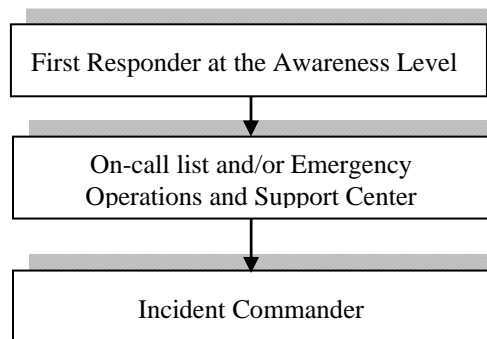 First Responder at the Awareness Level
On-call list and/or Emergency
Operations and Support Center
Incident Commander